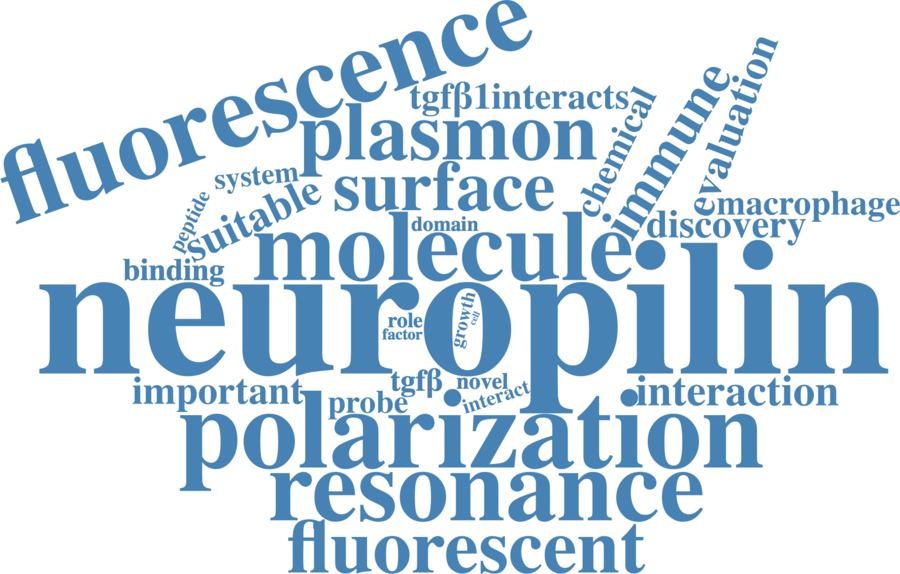 fluorescence
tgfβ1interacts
plasmon
chemical
immune
evaluation
system
surface
peptide
suitable
macrophage
domain
discovery
molecule
binding
neuropilin
growth
cell
role
factor
tgfβ
novel
important
interact
interaction
probe
polarization
resonance
fluorescent